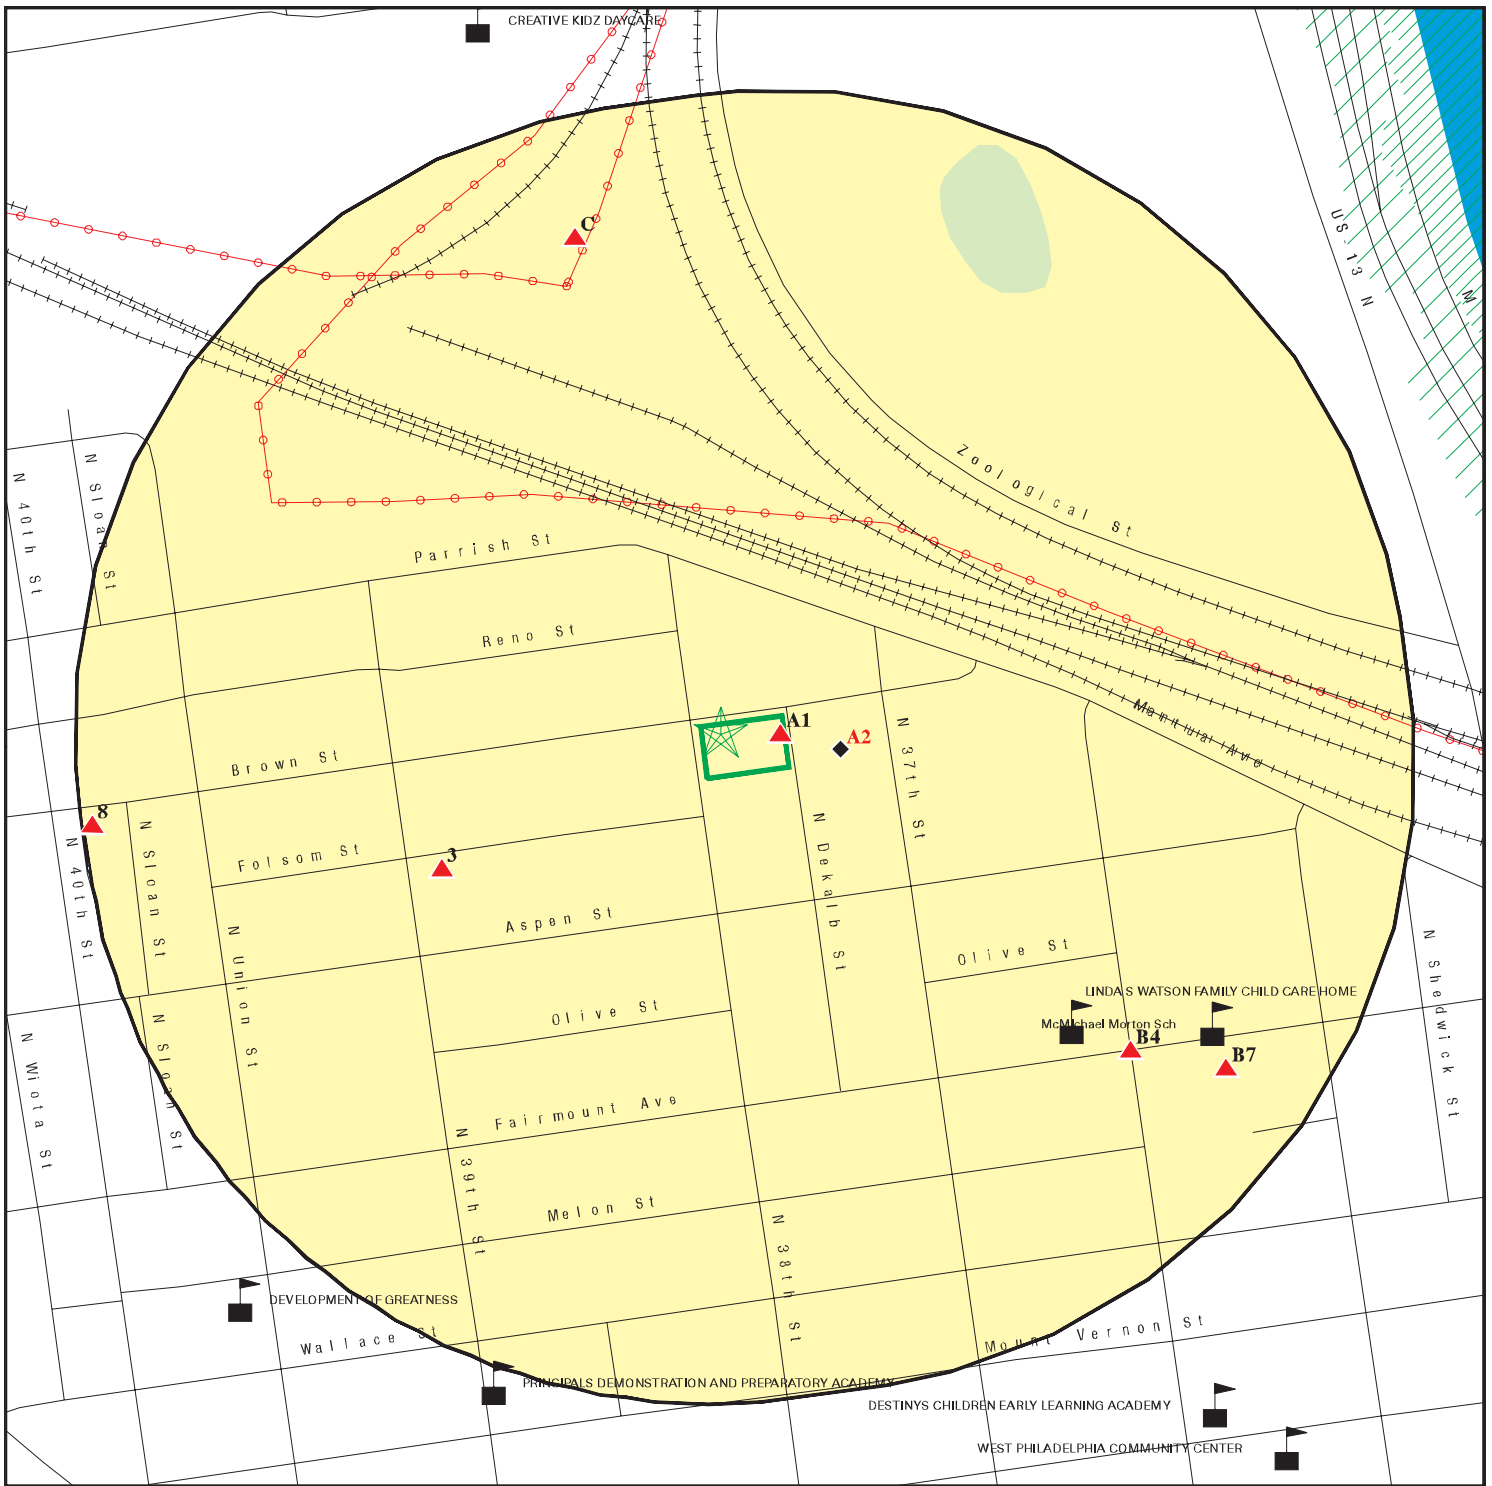 CREATIVE KIDZ DAYCARE
C
US 13 N
M
Zoological St
N 40th St
N Sloan St
Parrish St
Reno St
Mantua Ave
A1
A2
N 37th St
Brown St
8
N 40th St
N Sloan St
Folsom St
3
N Dekalb St
Aspen St
N Union St
Olive St
N Shedwick St
LINDA S WATSON FAMILY CHILD CARE HOME
McMichael Morton Sch
B4
B7
Olive St
N Wiota St
N Sloan St
Fairmount Ave
N 39th St
Melon St
N 38th St
DEVELOPMENT OF GREATNESS
Wallace St
Mount Vernon St
PRINCIPALS DEMONSTRATION AND PREPARATORY ACADEMY
DESTINYS CHILDREN EARLY LEARNING ACADEMY
WEST PHILADELPHIA COMMUNITY CENTER